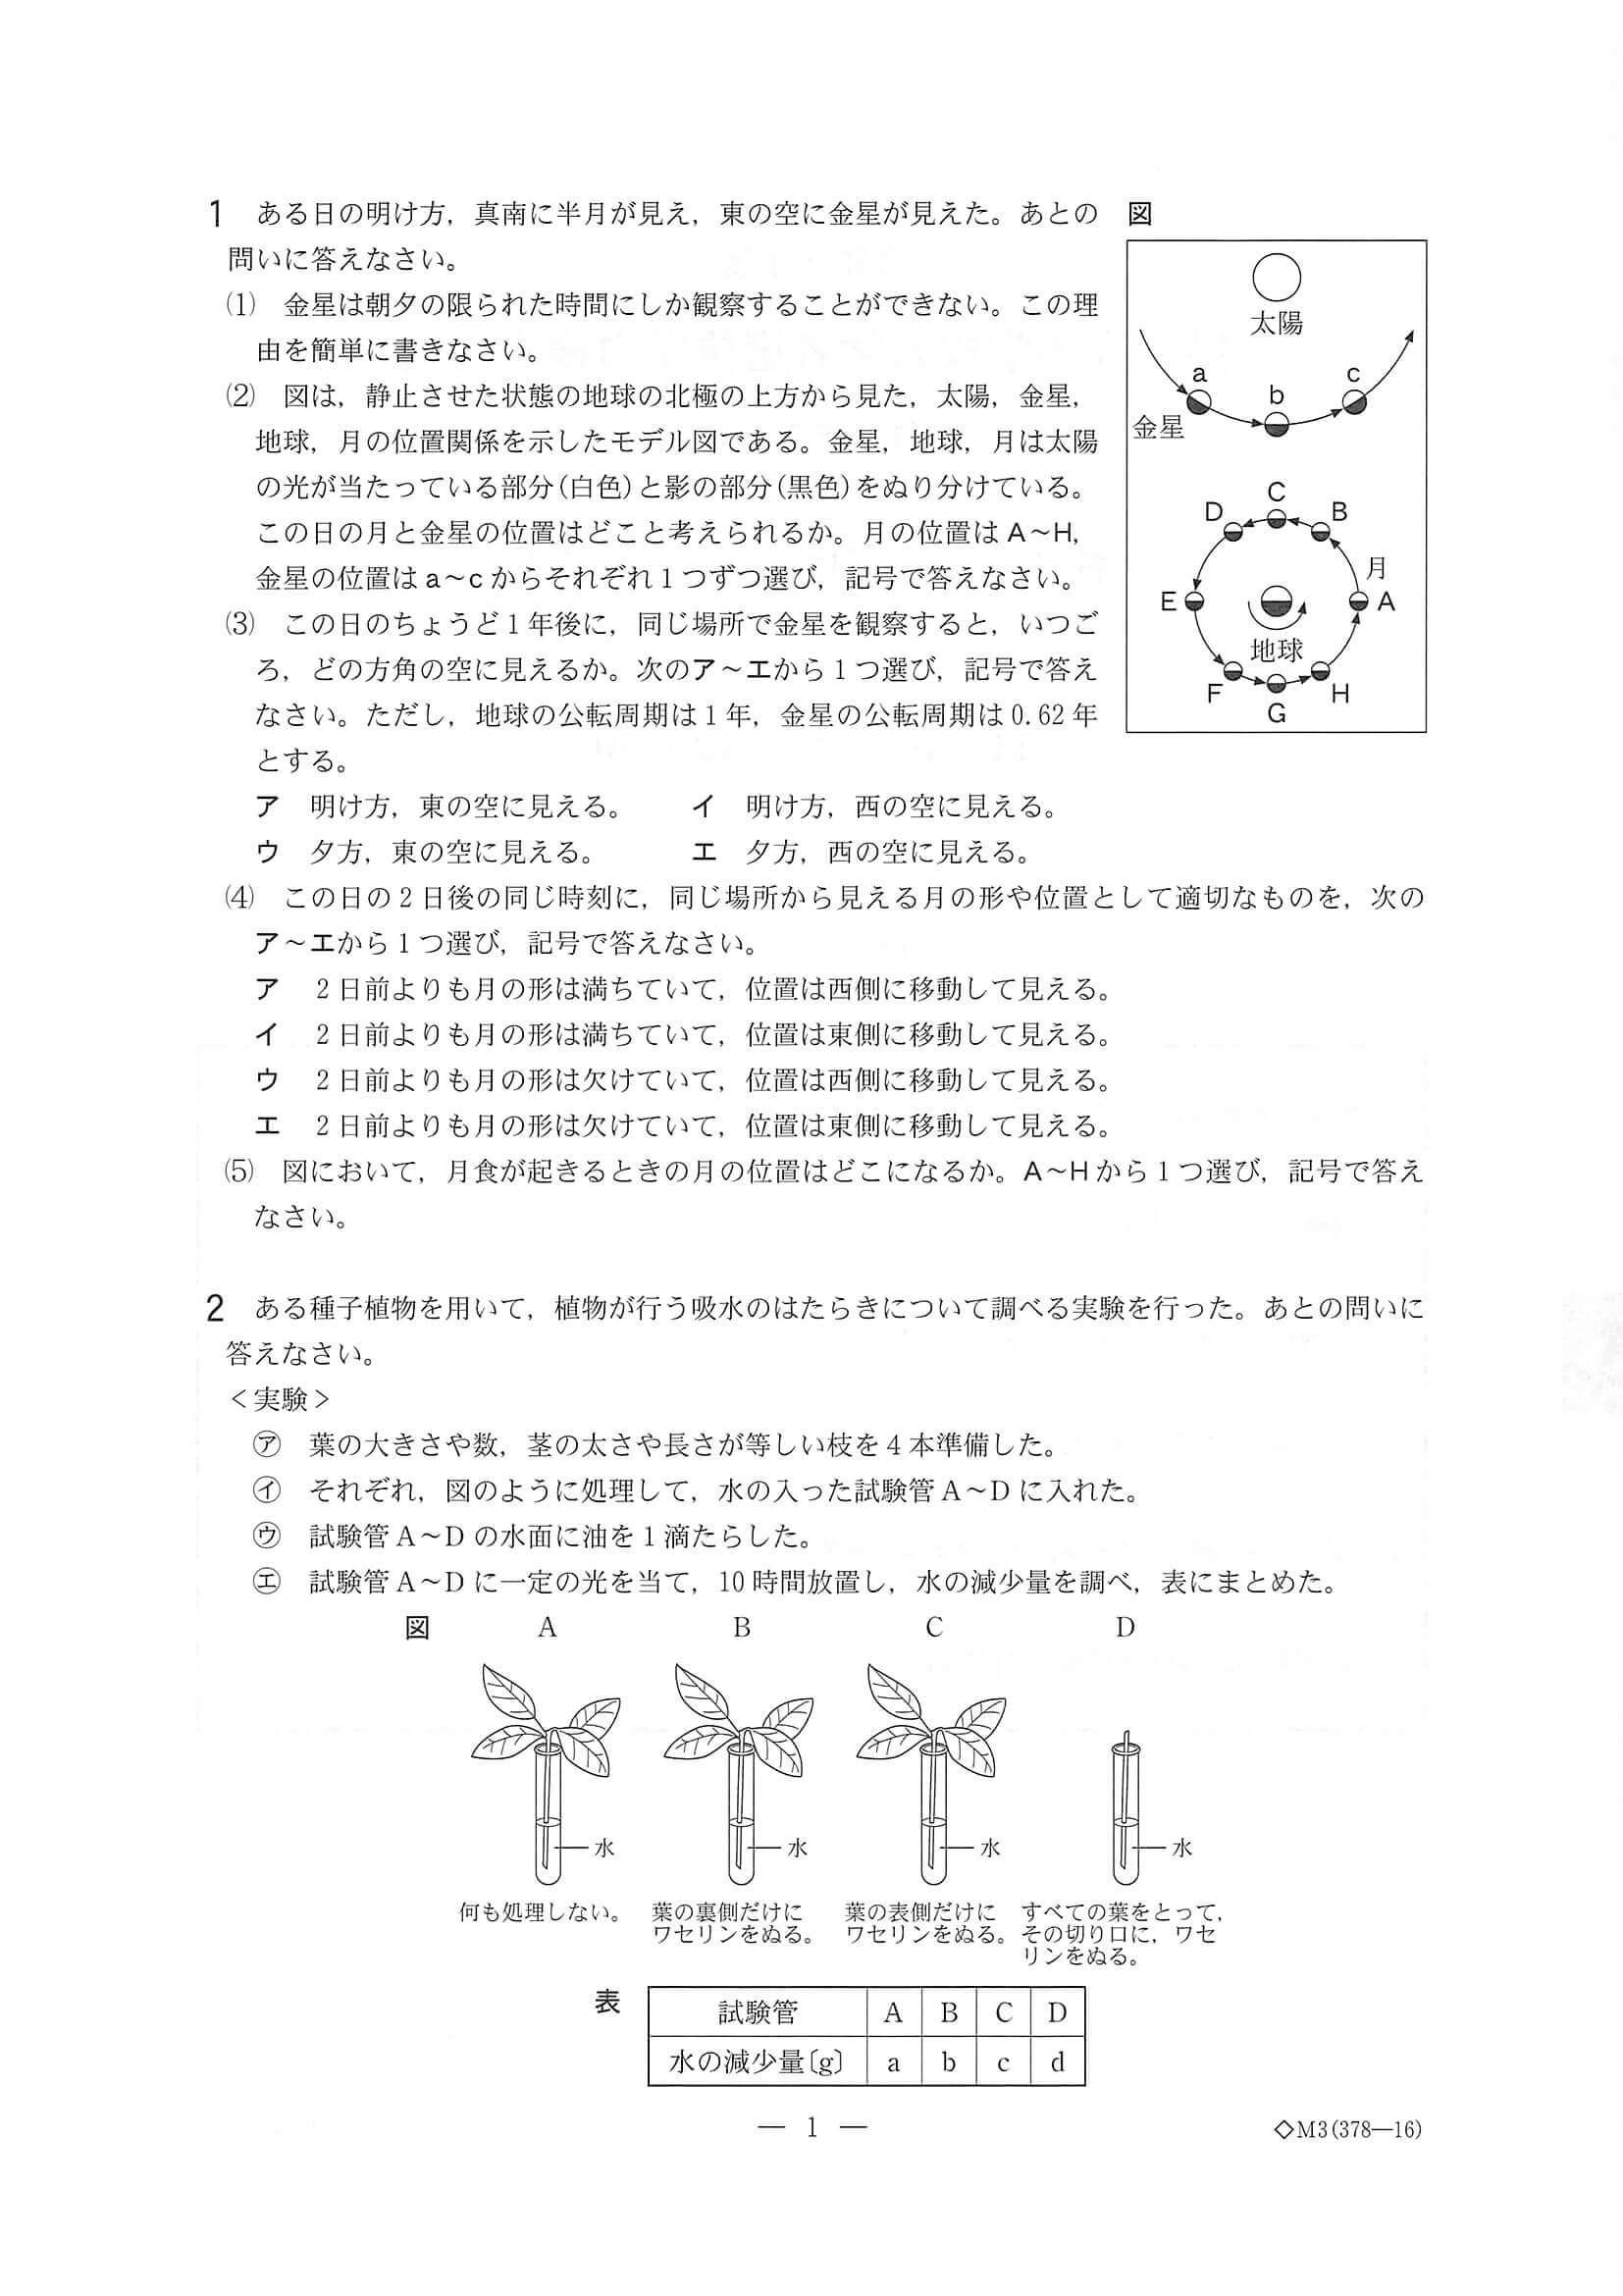 1 ある日の明け方，真南に半月が見え，東の空に金星が見えた。あとの
問いに答えなさい。
⑴ 金星は朝夕の限られた時間にしか観察することができない。この理
由を簡単に書きなさい。
⑵ 図は，静止させた状態の地球の北極の上方から見た，太陽，金星，
地球，月の位置関係を示したモデル図である。金星，地球，月は太陽
の光が当たっている部分(白色)と影の部分(黒色)をぬり分けている。
この日の月と金星の位置はどこと考えられるか。月の位置は A～H，
金星の位置は a～c からそれぞれ 1 つずつ選び，記号で答えなさい。
⑶ この日のちょうど 1 年後に，同じ場所で金星を観察すると，いつご
ろ，どの方角の空に見えるか。次のア～エから 1 つ選び，記号で答え
なさい。ただし，地球の公転周期は 1 年，金星の公転周期は 0.62 年
とする。
ア 明け方，東の空に見える。 イ 明け方，西の空に見える。
ウ 夕方，東の空に見える。 エ 夕方，西の空に見える。
図
太陽
a
b
c
金星
C
D
B
月
E
A
地球
F
H
G
⑷ この日の 2 日後の同じ時刻に，同じ場所から見える月の形や位置として適切なものを，次の
ア～エから 1 つ選び，記号で答えなさい。
ア 2 日前よりも月の形は満ちていて，位置は西側に移動して見える。
イ 2 日前よりも月の形は満ちていて，位置は東側に移動して見える。
ウ 2 日前よりも月の形は欠けていて，位置は西側に移動して見える。
エ 2 日前よりも月の形は欠けていて，位置は東側に移動して見える。
⑸ 図において，月食が起きるときの月の位置はどこになるか。A～H から 1 つ選び，記号で答え
なさい。
2 ある種子植物を用いて，植物が行う吸水のはたらきについて調べる実験を行った。あとの問いに
答えなさい。
＜実験＞
㋐ 葉の大きさや数，茎の太さや長さが等しい枝を 4 本準備した。
㋑ それぞれ，図のように処理して，水の入った試験管 A～D に入れた。
㋒ 試験管 A～D の水面に油を 1 滴たらした。
㋓ 試験管 A～D に一定の光を当て，10 時間放置し，水の減少量を調べ，表にまとめた。
図 A B C D
水 水 水 水
何も処理しない。
葉の裏側だけに
ワセリンをぬる。
葉の表側だけに
ワセリンをぬる。
すべての葉をとって，
その切り口に，ワセ
リンをぬる。
表
試験管 A B C D
水の減少量〔g〕 a b c d
— 1 —
◇M3(378—16)